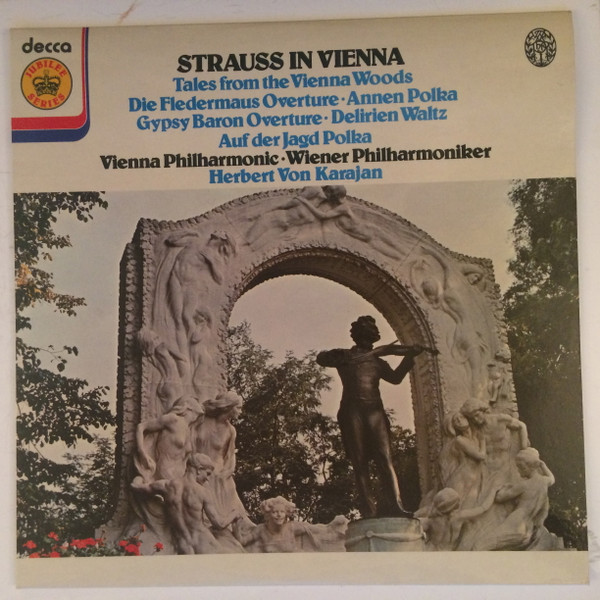 decca
JUBILEE
SERIES
STRAUSS IN VIENNA
Tales from the Vienna Woods
Die Fledermaus Overture · Annen Polka
Gypsy Baron Overture · Delirien Waltz
Auf der Jagd Polka
Vienna Philharmonic · Wiener Philharmoniker
Herbert Von Karajan